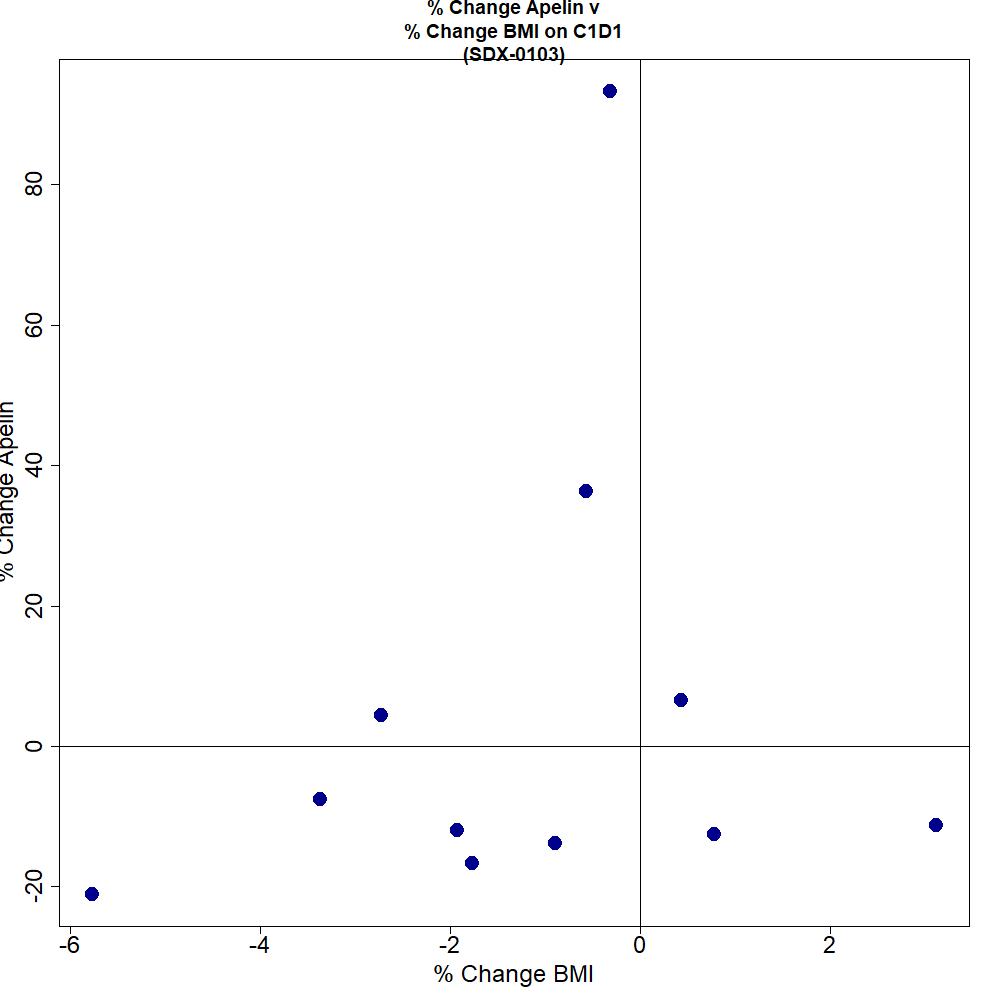 % Change Apelin v
% Change BMI on C1D1
(SDX-0103)
% Change Apelin
80
60
40
20
0
-20
-6
-4
-2
0
2
% Change BMI